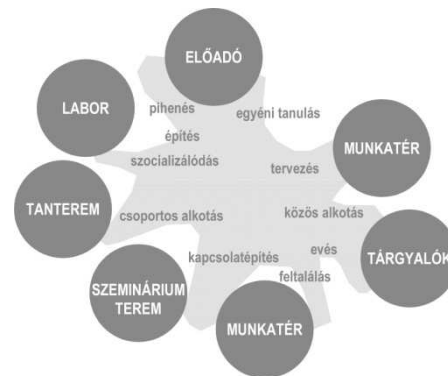 ELŐADÓ
LABOR
pihenés
egyéni tanulás
építés
MUNKATÉR
szocializálódás
tervezés
TANTEREM
csoportos alkotás
közös alkotás
kapcsolatépítés
evés
TÁRGYALÓK
feltalálás
SZEMINÁRIUM
TEREM
MUNKATÉR